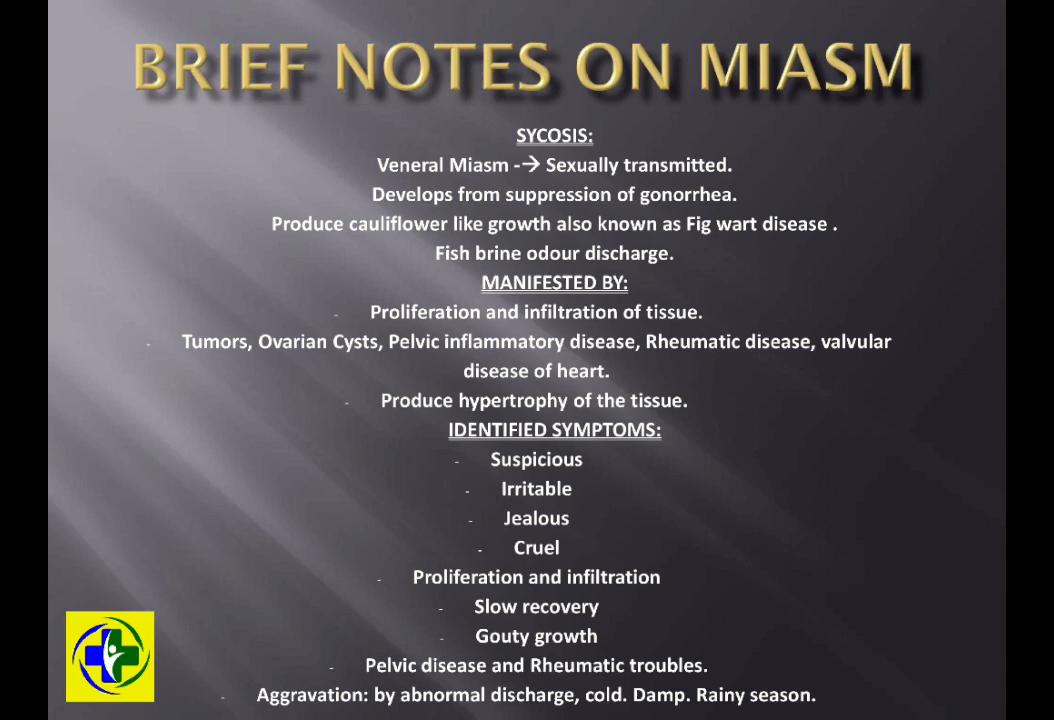 BRIEF NOTES ON MIASM
SYCOSIS:
Veneral Miasm -→ Sexually transmitted.
Develops from suppression of gonorrhea.
Produce cauliflower like growth also known as Fig wart disease .
Fish brine odour discharge.
MANIFESTED BY:
- Proliferation and infiltration of tissue.
- Tumors, Ovarian Cysts, Pelvic inflammatory disease, Rheumatic disease, valvular
disease of heart.
- Produce hypertrophy of the tissue.
IDENTIFIED SYMPTOMS:
- Suspicious
- Irritable
- Jealous
- Cruel
- Proliferation and infiltration
- Slow recovery
- Gouty growth
- Pelvic disease and Rheumatic troubles.
- Aggravation: by abnormal discharge, cold. Damp. Rainy season.